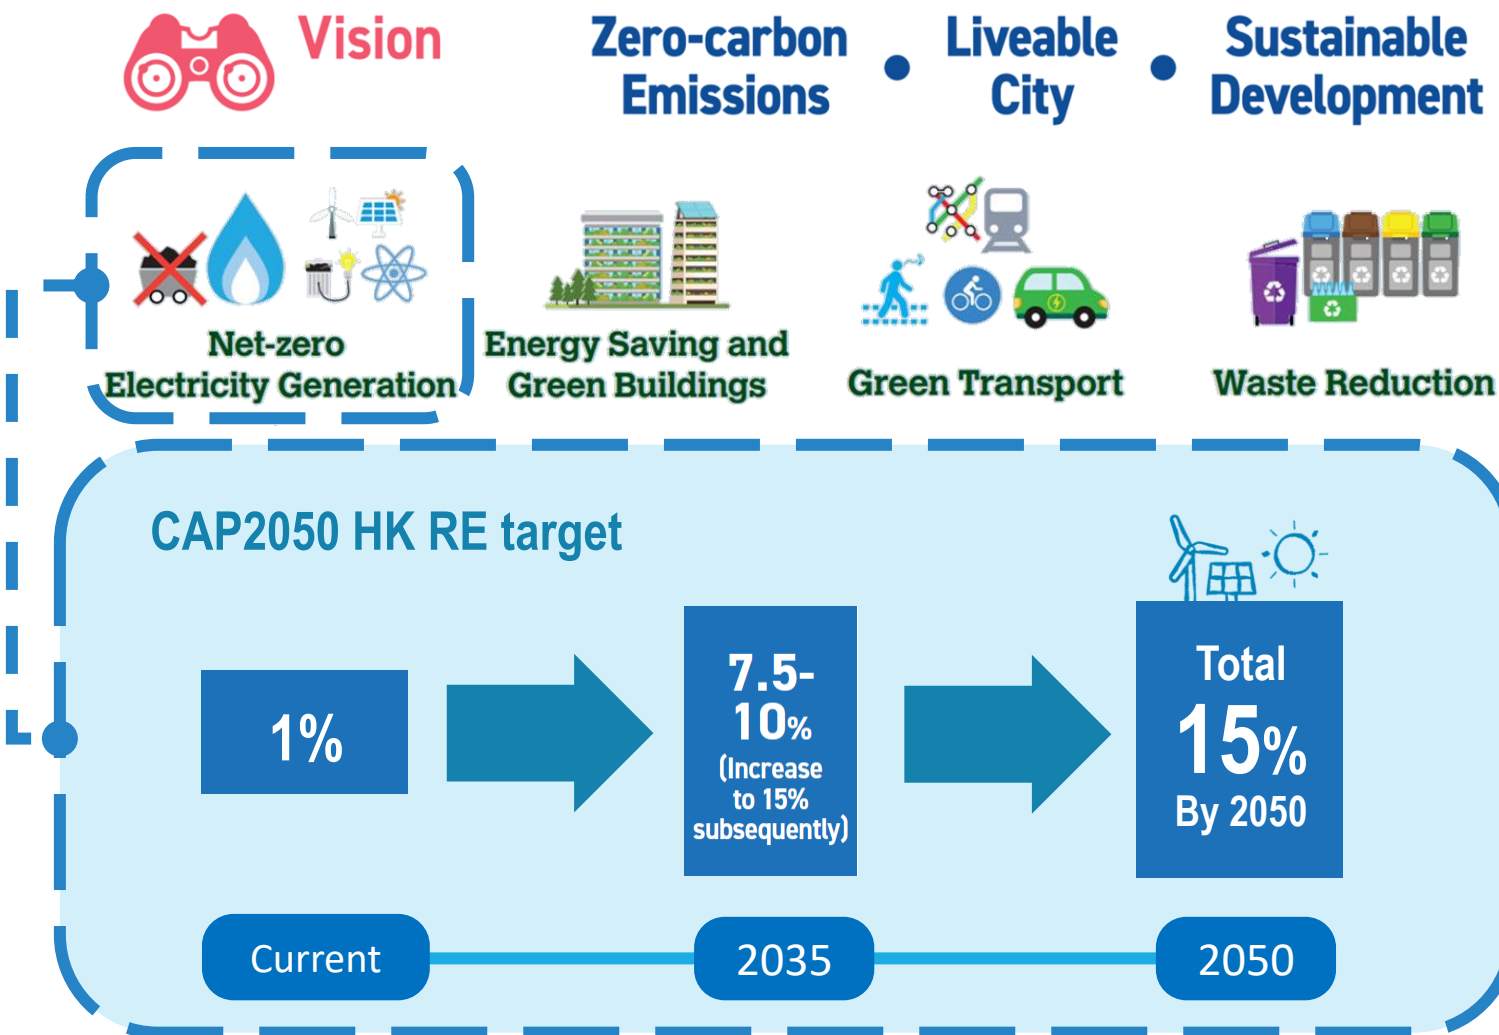 Vision
Zero-carbon
Emissions
•
Liveable
City
•
Sustainable
Development
Net-zero
Electricity Generation
Energy Saving and
Green Buildings
Green Transport
Waste Reduction
CAP2050 HK RE target
1%
7.5-
10%
(Increase
to 15%
subsequently)
Total
15%
By 2050
Current
2035
2050